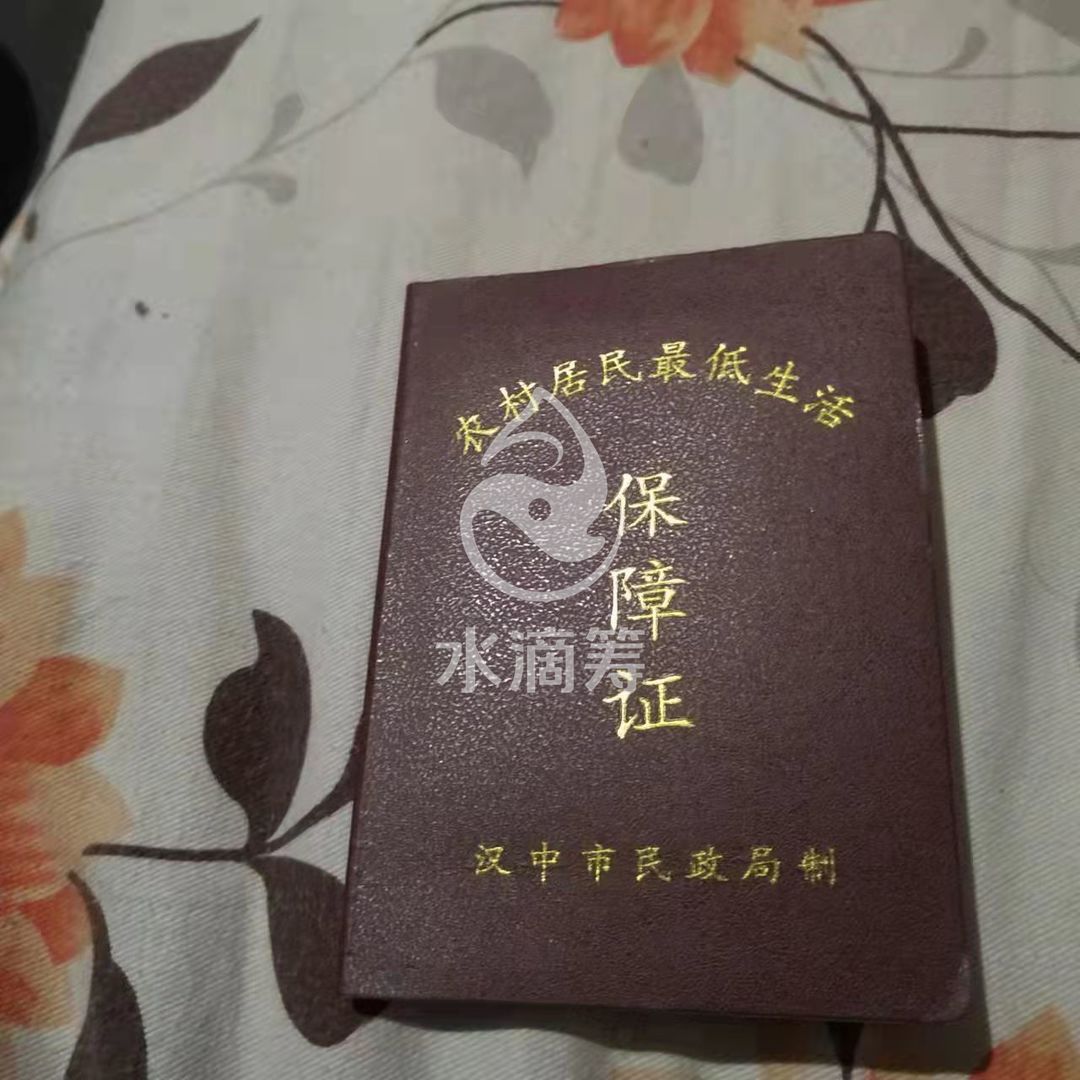 农村居民最低生活
保
障
证
水滴筹
汉中市民政局制